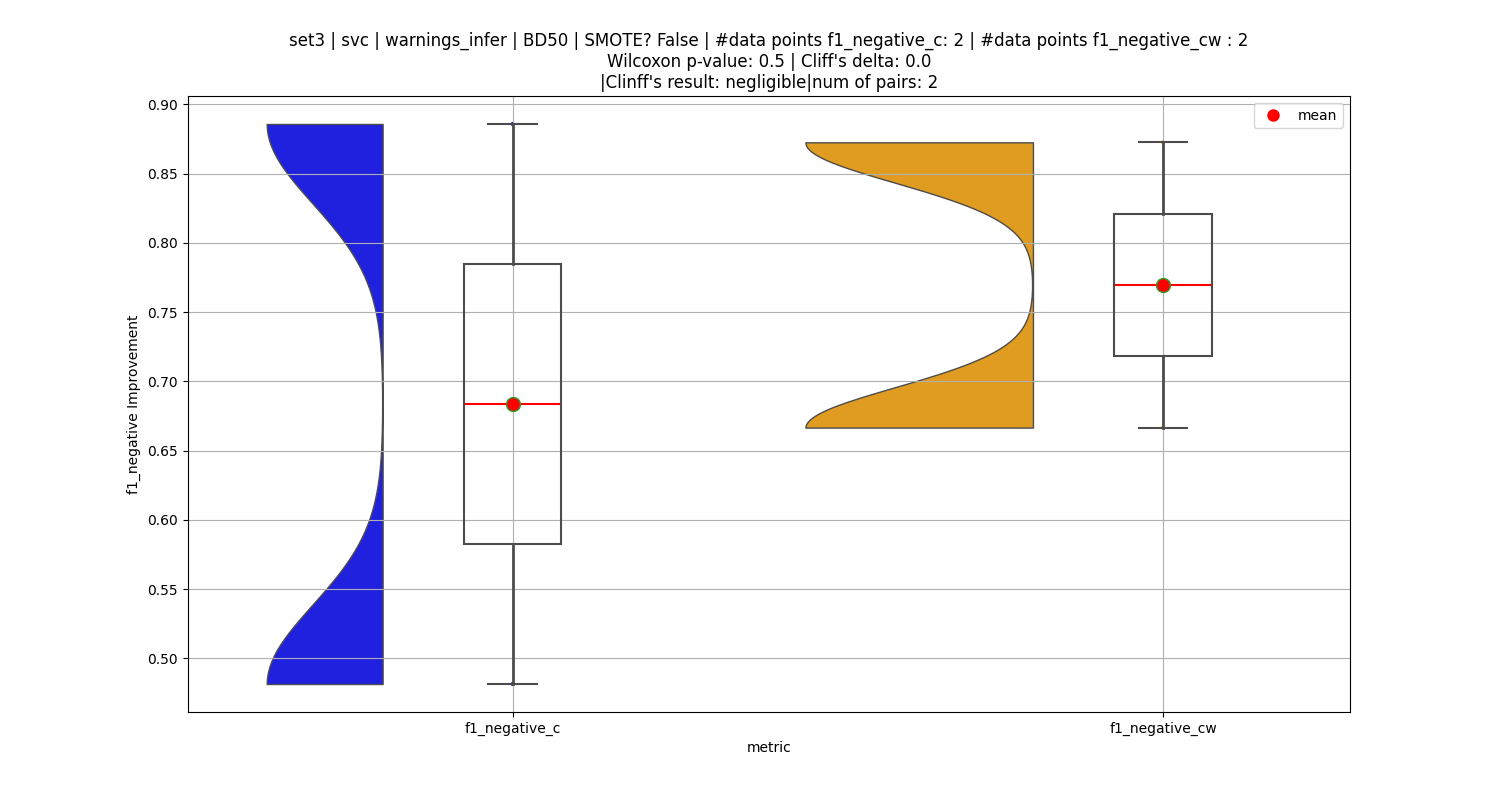 set3 | svc | warnings_infer | BD50 | SMOTE? False | #data points f1_negative_c: 2 | #data points f1_negative_cw : 2
Wilcoxon p-value: 0.5 | Cliff's delta: 0.0
|Clinff's result: negligible|num of pairs: 2
mean
0.90
0.85
0.80
0.75
0.70
0.65
0.60
0.55
0.50
f1_negative Improvement
f1_negative_c
f1_negative_cw
metric